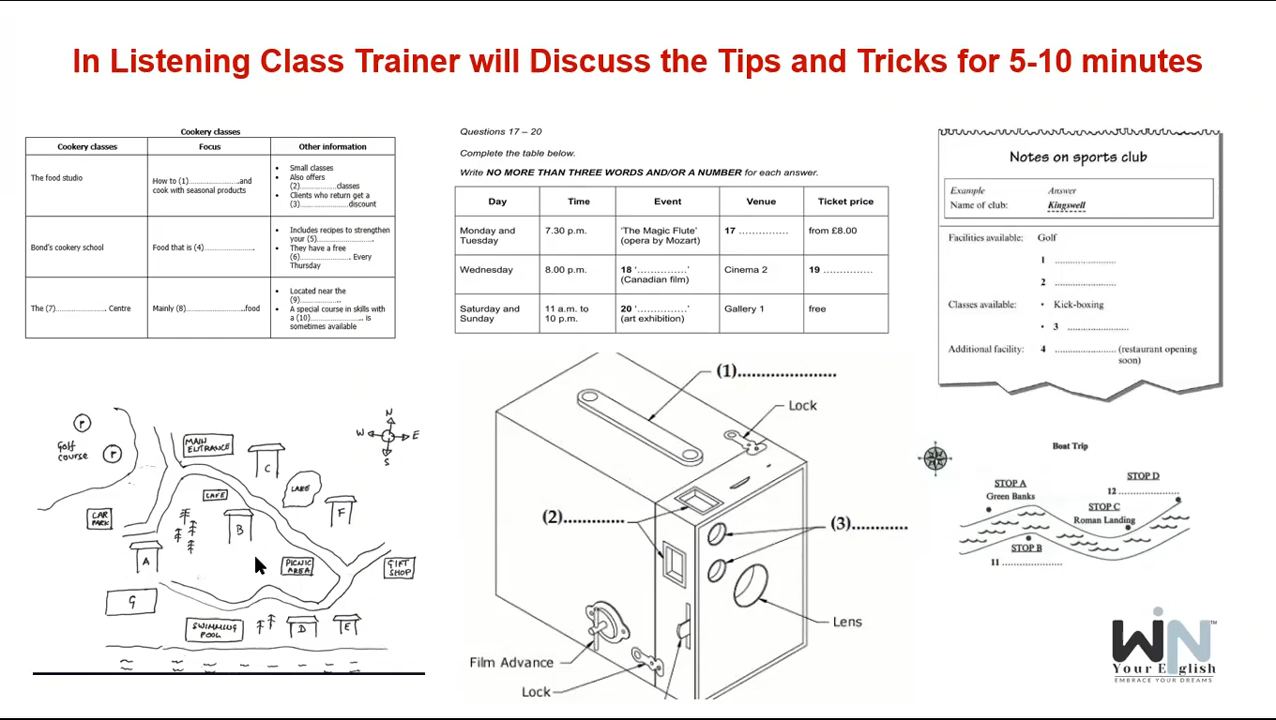 In Listening Class Trainer will Discuss the Tips and Tricks for 5-10 minutes
Cookery classes
Cookery classes Focus Other information
The food studio
How to (1)......................and
cook with seasonal products
• Small classes
• Also offers
(2)...................classes
• Clients who return get a
(3)...................discount
Bond's cookery school
Food that is (4)....................
• Includes recipes to strengthen
your (5)......................
• They have a free
(6)..................... Every
Thursday
The (7)..................... Centre
Mainly (8).......................food
• Located near the
(9)...............
• A special course in skills with
a (10)..................... is
sometimes available
Questions 17 – 20
Complete the table below.
Write NO MORE THAN THREE WORDS AND/OR A NUMBER for each answer.
Day Time Event Venue Ticket price
Monday and
Tuesday
7.30 p.m.
'The Magic Flute'
(opera by Mozart)
17 ...............
from £8.00
Wednesday
8.00 p.m.
18 '...............'
(Canadian film)
Cinema 2
19 ...............
Saturday and
Sunday
11 a.m. to
10 p.m.
20 '...............'
(art exhibition)
Gallery 1
free
Notes on sports club
Example Answer
Name of club: Kingswell
Facilities available: Golf
1 ....................
2 ....................
Classes available: • Kick-boxing
• 3 ....................
Additional facility: 4 .................... (restaurant opening
soon)
P
Golf
course
P
MAIN
ENTRANCE
C
N
W E
S
CAFE
LAKE
CAR
PARK
B
F
A
PICNIC
AREA
GIFT
SHOP
G
SWIMMING
POOL
D
E
(1)....................
Lock
(2)............
(3)...............
Lens
Film Advance
Lock
Boat Trip
STOP A
Green Banks
STOP D
12 ....................
STOP C
Roman Landing
STOP B
11 ....................
WiN™
Your English
EMBRACE YOUR DREAMS